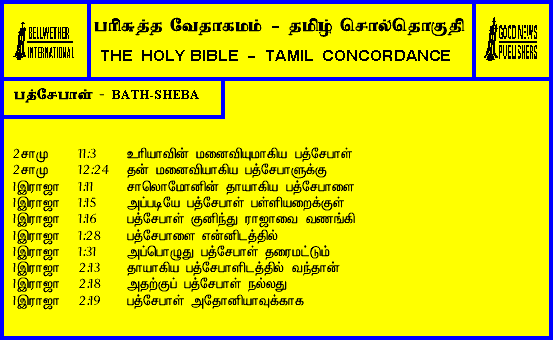 BELLWETHER
INTERNATIONAL
பரிசுத்த வேதாகமம் - தமிழ் சொல்தொகுதி
THE HOLY BIBLE - TAMIL CONCORDANCE
GOOD NEWS
PUBLISHERS
பத்சேபாள் - BATH-SHEBA
2சாமு 11:3 உரியாவின் மனைவியுமாகிய பத்சேபாள்
2சாமு 12:24 தன் மனைவியாகிய பத்சேபாளுக்கு
1இராஜா 1:11 சாலொமோனின் தாயாகிய பத்சேபாளை
1இராஜா 1:15 அப்படியே பத்சேபாள் பள்ளியறைக்குள்
1இராஜா 1:16 பத்சேபாள் குனிந்து ராஜாவை வணங்கி
1இராஜா 1:28 பத்சேபாளை என்னிடத்தில்
1இராஜா 1:31 அப்பொழுது பத்சேபாள் தரைமட்டும்
1இராஜா 2:13 தாயாகிய பத்சேபாளிடத்தில் வந்தான்
1இராஜா 2:18 அதற்குப் பத்சேபாள் நல்லது
1இராஜா 2:19 பத்சேபாள் அதோனியாவுக்காக